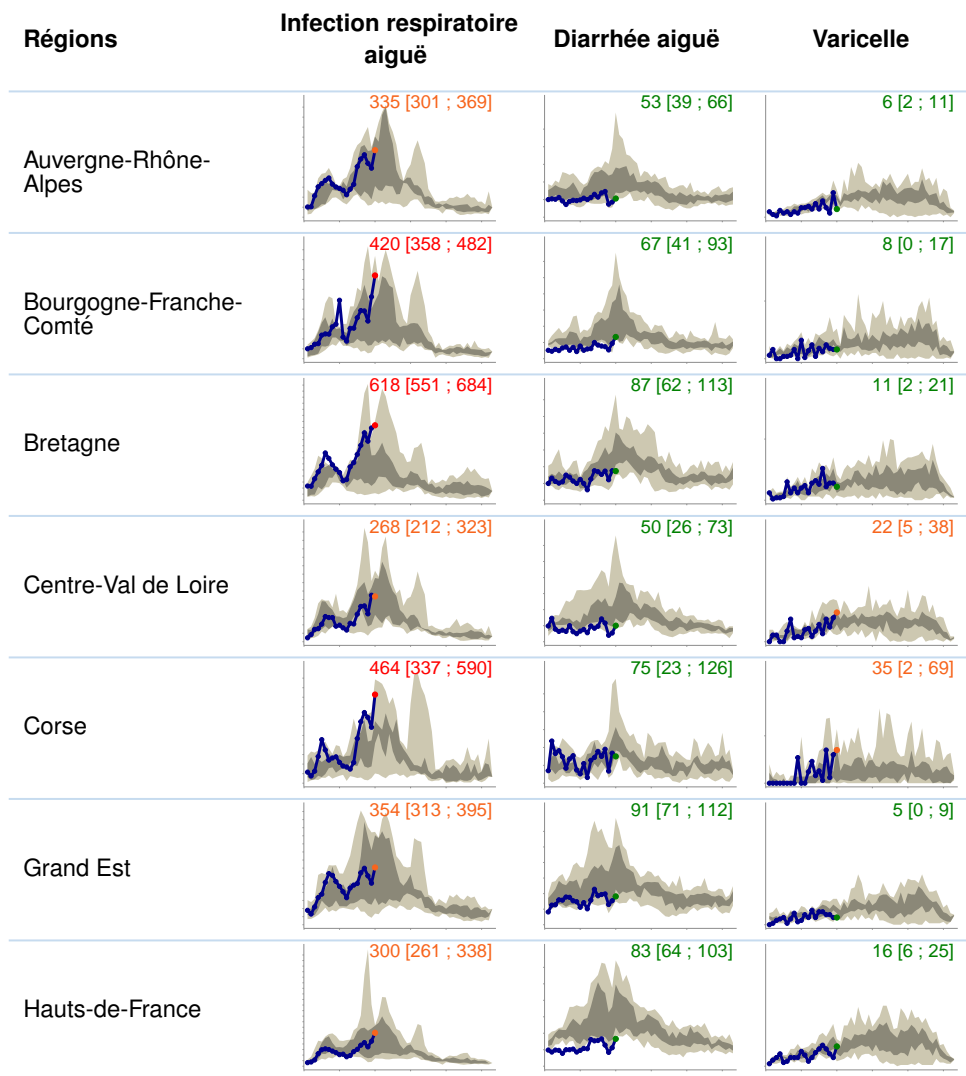 Régions
Infection respiratoire
aiguë
Diarrhée aiguë
Varicelle
Auvergne-Rhône-
Alpes
335 [301 ; 369]
53 [39 ; 66]
6 [2 ; 11]
Bourgogne-Franche-
Comté
420 [358 ; 482]
67 [41 ; 93]
8 [0 ; 17]
Bretagne
618 [551 ; 684]
87 [62 ; 113]
11 [2 ; 21]
Centre-Val de Loire
268 [212 ; 323]
50 [26 ; 73]
22 [5 ; 38]
Corse
464 [337 ; 590]
75 [23 ; 126]
35 [2 ; 69]
Grand Est
354 [313 ; 395]
91 [71 ; 112]
5 [0 ; 9]
Hauts-de-France
300 [261 ; 338]
83 [64 ; 103]
16 [6 ; 25]